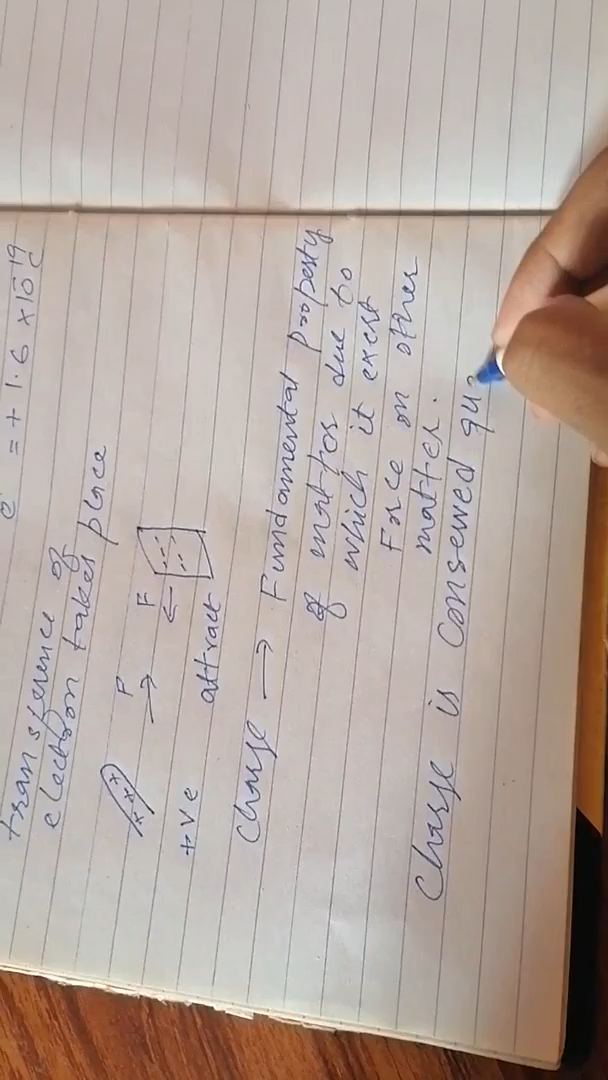 e = + 1.6 × 10⁻¹⁹ C
transference of
electron takes place
F F
+ve attract
Charge → Fundamental property
of matter due to
which it exert
Force on other
matter.
Charge is conserved qua